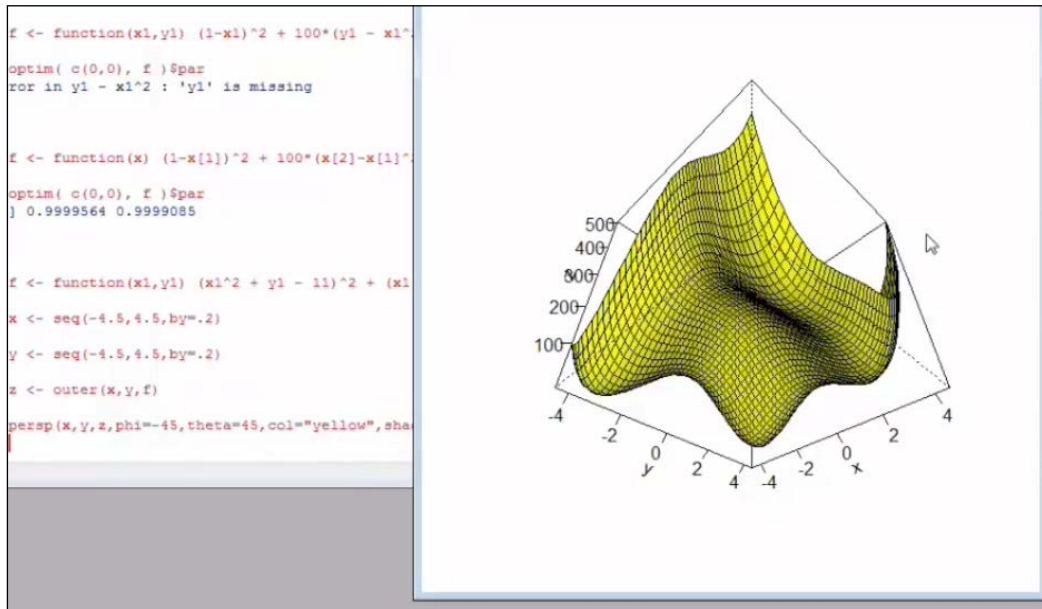 f <- function(x1,y1) (1-x1)^2 + 100*(y1 - x1^
optim( c(0,0), f )$par
ror in y1 - x1^2 : 'y1' is missing
f <- function(x) (1-x[1])^2 + 100*(x[2]-x[1]^
optim( c(0,0), f )$par
] 0.9999564 0.9999085
f <- function(x1,y1) (x1^2 + y1 - 11)^2 + (x1
x <- seq(-4.5,4.5,by=.2)
y <- seq(-4.5,4.5,by=.2)
z <- outer(x,y,f)
persp(x,y,z,phi=-45,theta=45,col="yellow",sha
500
400
300
z
200
100
-4
-2
0
2
4
y
-4
-2
0
2
4
x